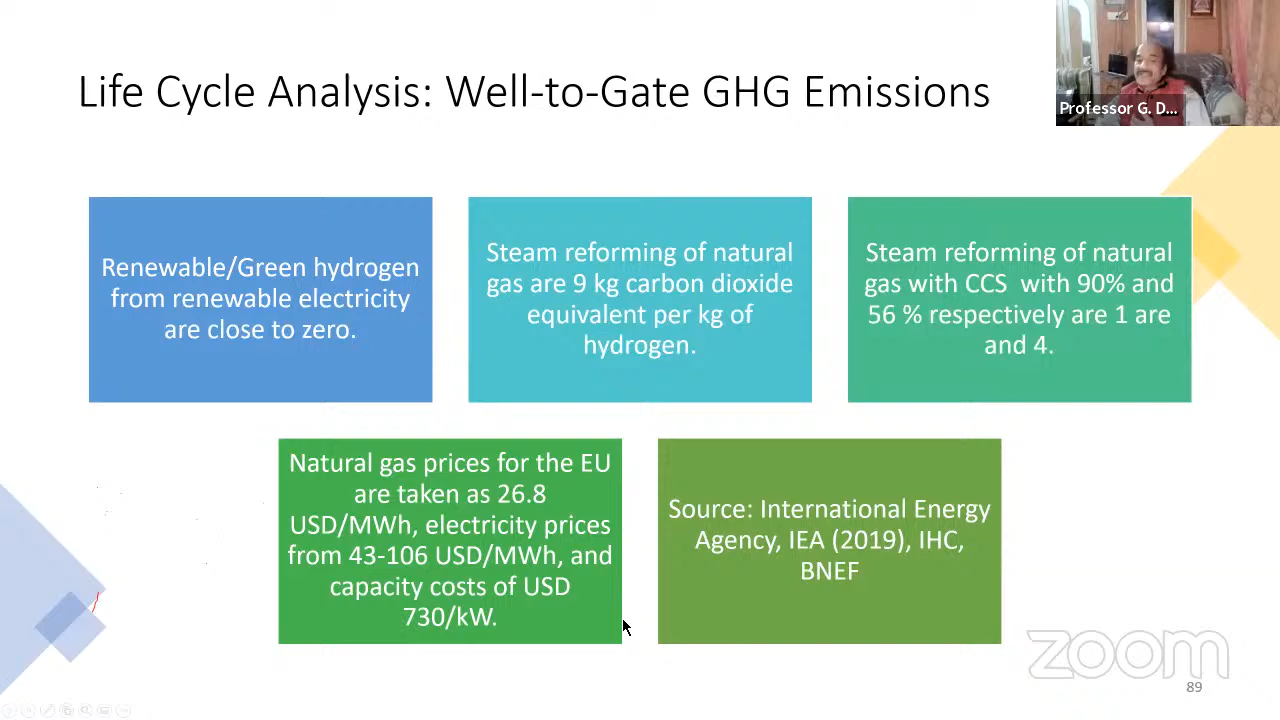 Life Cycle Analysis: Well-to-Gate GHG Emissions
Professor G. D...
Renewable/Green hydrogen
from renewable electricity
are close to zero.
Steam reforming of natural
gas are 9 kg carbon dioxide
equivalent per kg of
hydrogen.
Steam reforming of natural
gas with CCS with 90% and
56 % respectively are 1 are
and 4.
Natural gas prices for the EU
are taken as 26.8
USD/MWh, electricity prices
from 43-106 USD/MWh, and
capacity costs of USD
730/kW.
Source: International Energy
Agency, IEA (2019), IHC,
BNEF
zoom
89